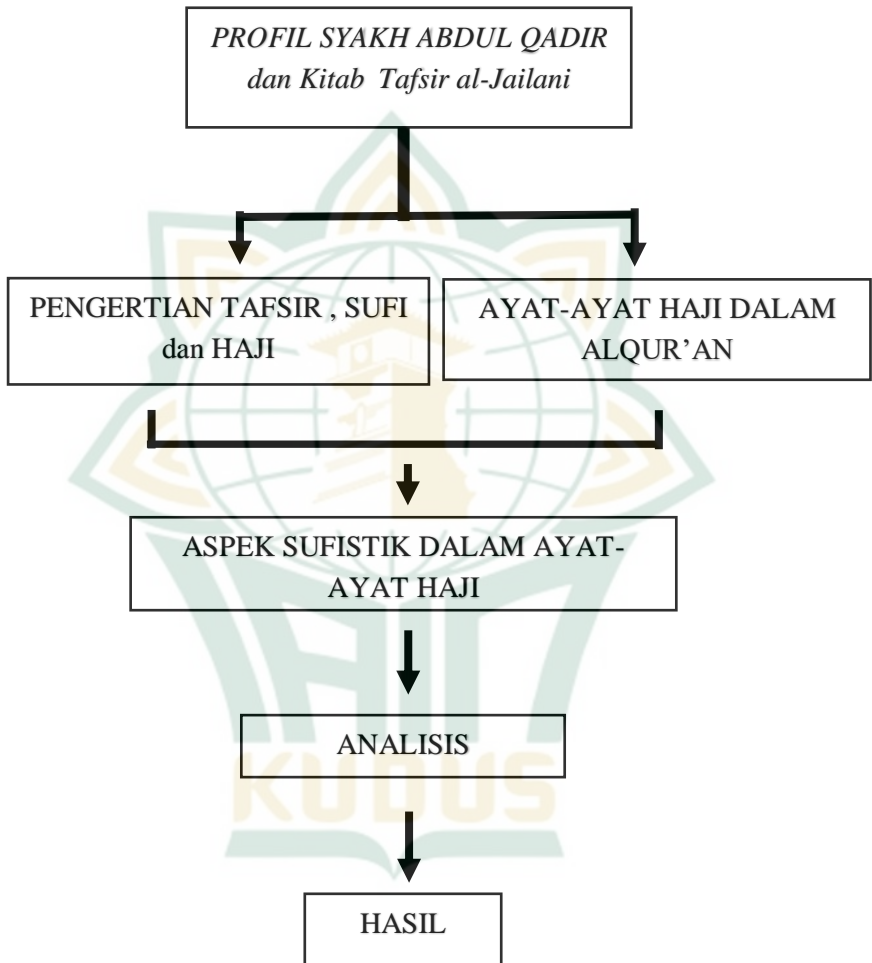 PROFIL SYAKH ABDUL QADIR
dan Kitab Tafsir al-Jailani
PENGERTIAN TAFSIR , SUFI
dan HAJI
AYAT-AYAT HAJI DALAM
ALQUR’AN
ASPEK SUFISTIK DALAM AYAT-
AYAT HAJI
ANALISIS
KUDUS
HASIL